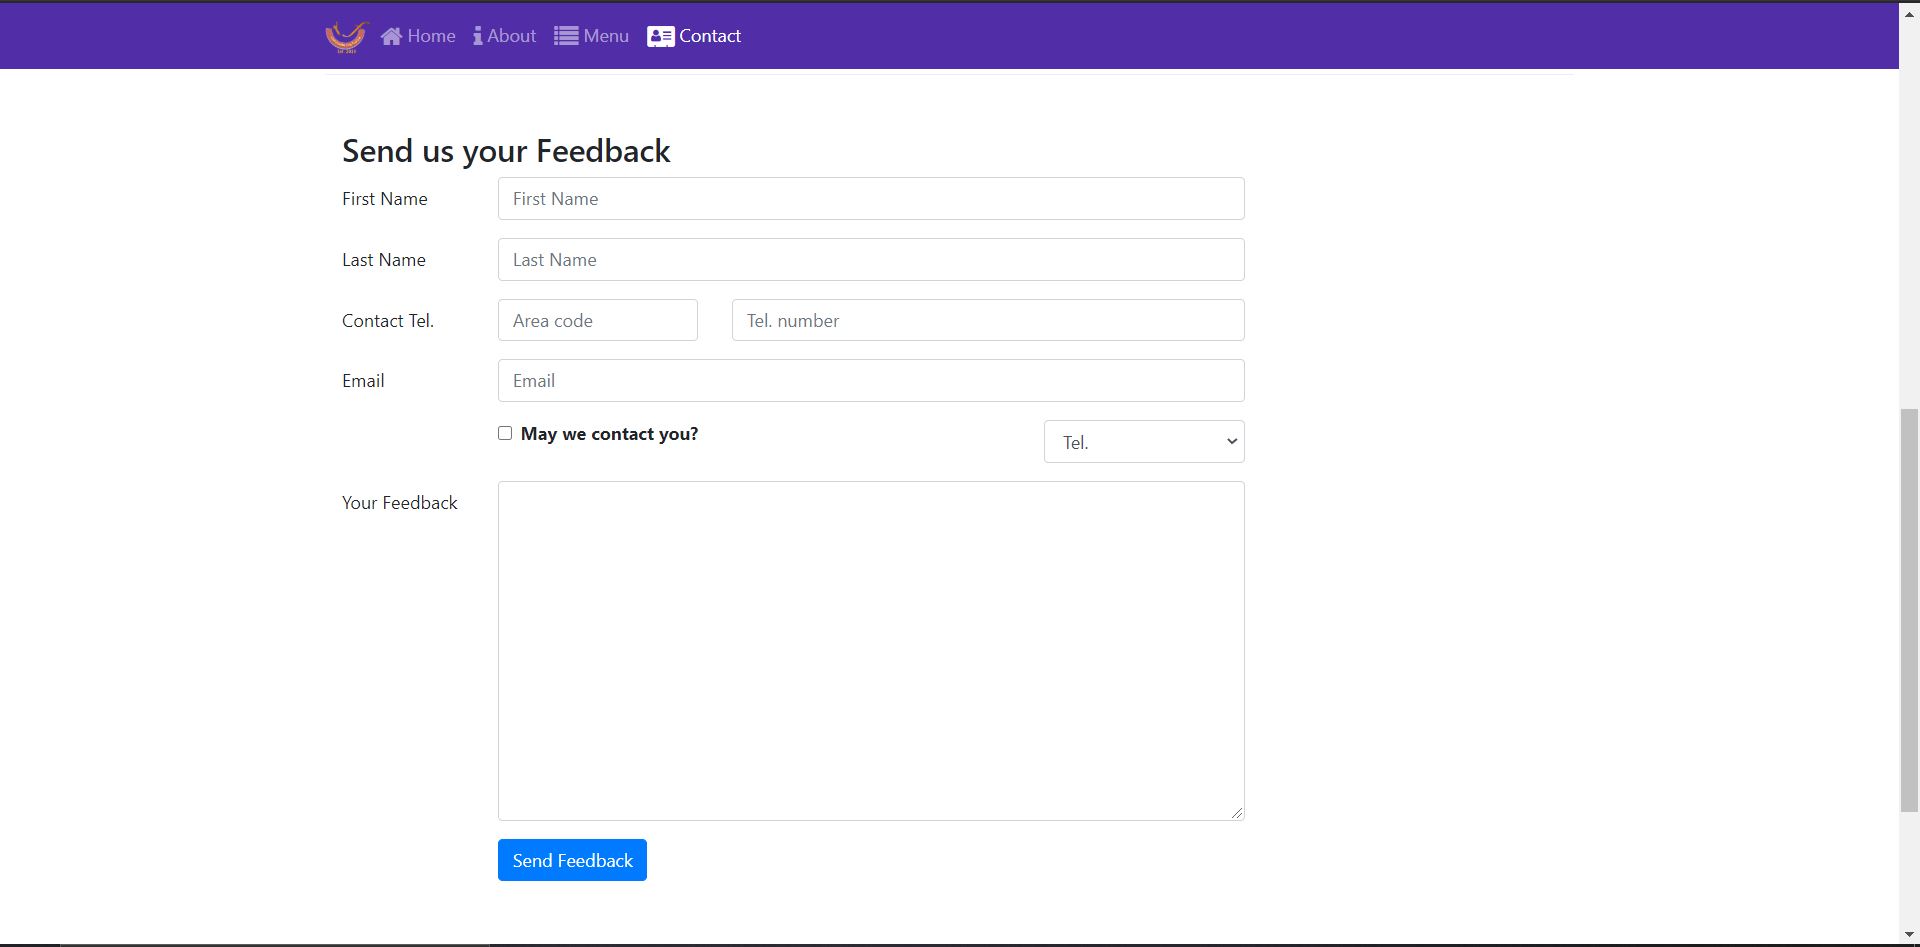 Home About Menu Contact
Send us your Feedback
First Name First Name
Last Name Last Name
Contact Tel. Area code Tel. number
Email Email
May we contact you? Tel.
Your Feedback
Send Feedback